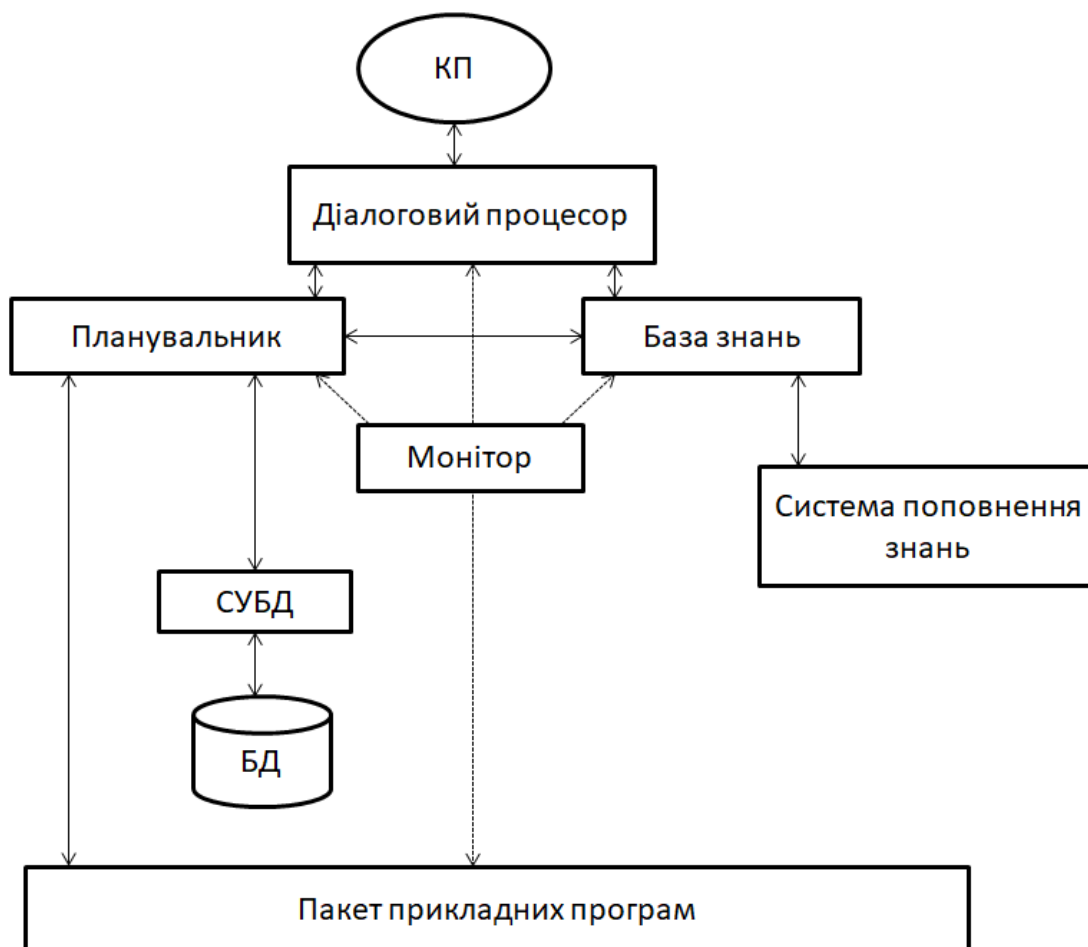 КП
Діалоговий процесор
Планувальник
База знань
Монітор
Система поповнення
знань
СУБД
БД
Пакет прикладних програм